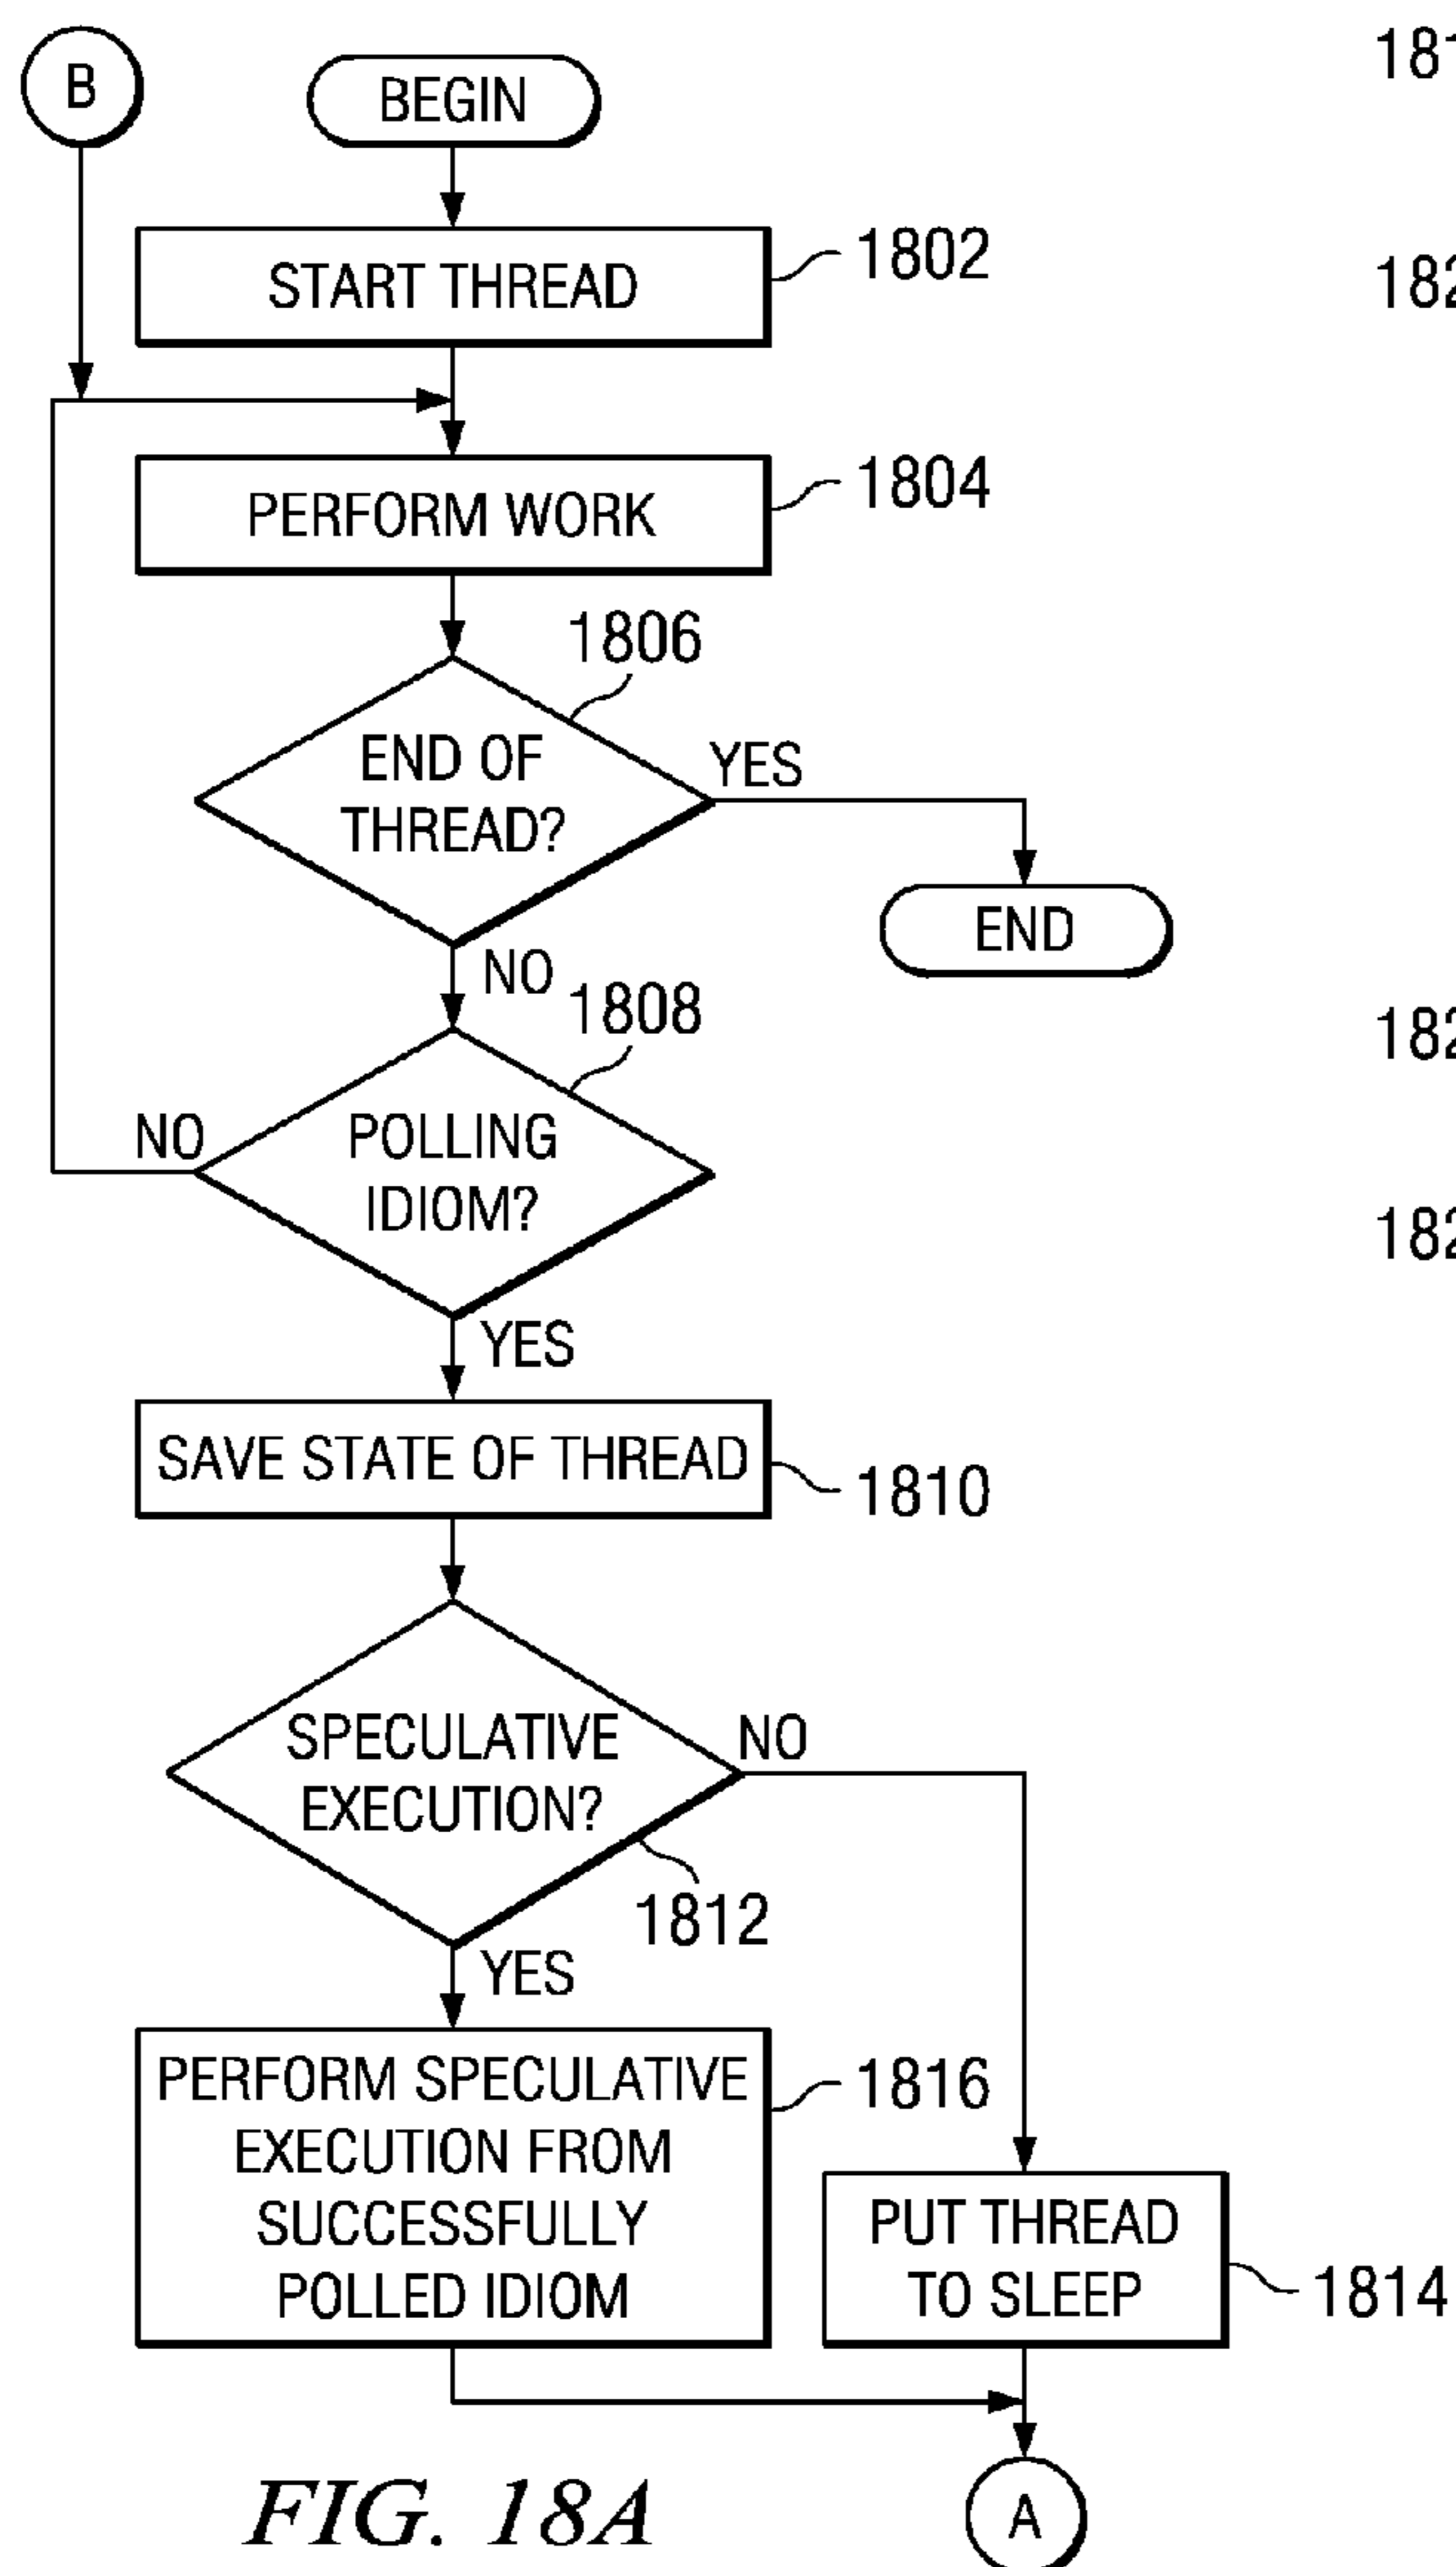 B
BEGIN
START THREAD
1802
PERFORM WORK
1804
1806
END OF
THREAD?
YES
END
NO
1808
POLLING
IDIOM?
NO
YES
SAVE STATE OF THREAD
1810
SPECULATIVE
EXECUTION?
NO
1812
YES
PERFORM SPECULATIVE
EXECUTION FROM
SUCCESSFULLY
POLLED IDIOM
1816
PUT THREAD
TO SLEEP
1814
A
FIG. 18A